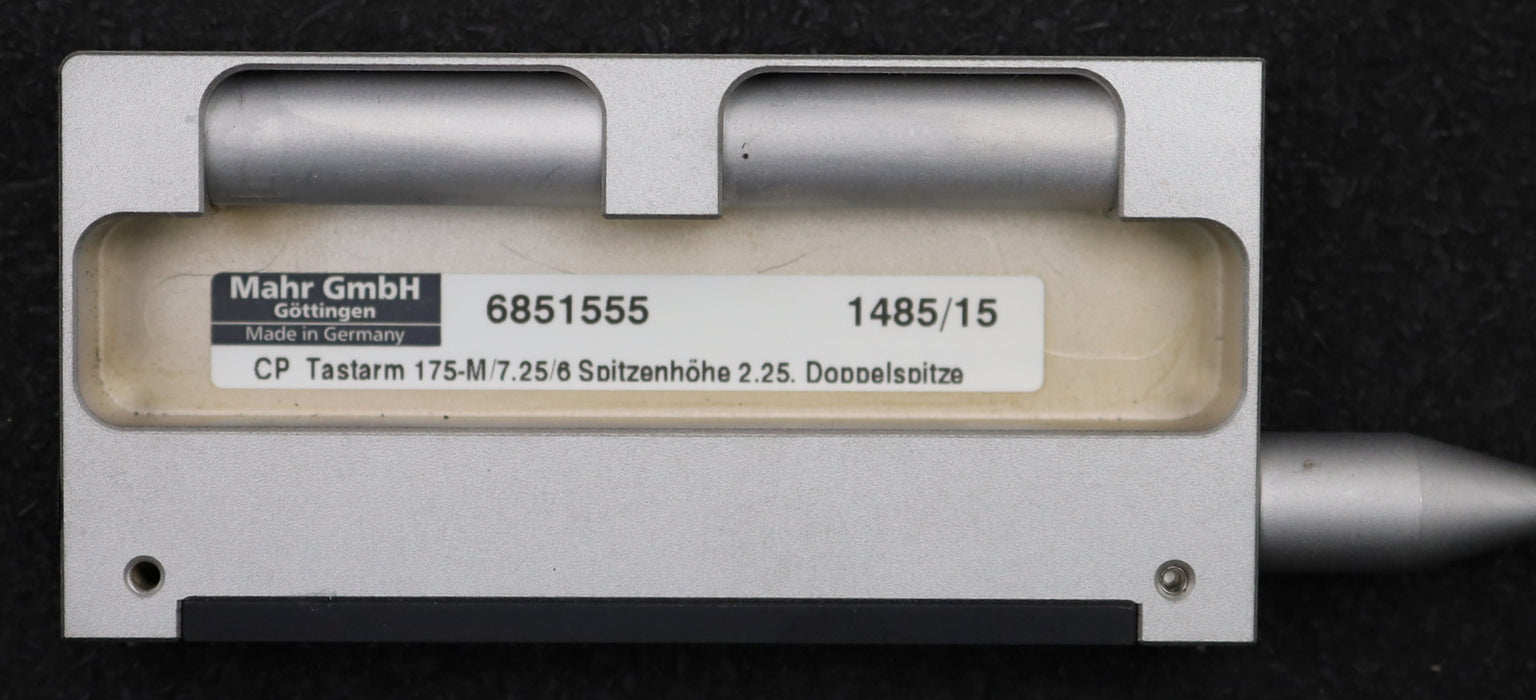 Mahr GmbH
Göttingen
Made in Germany
6851555 1485/15
CP Tastarm 175-M/7.25/6 Spitzenhöhe 2.25. Doppelspitze